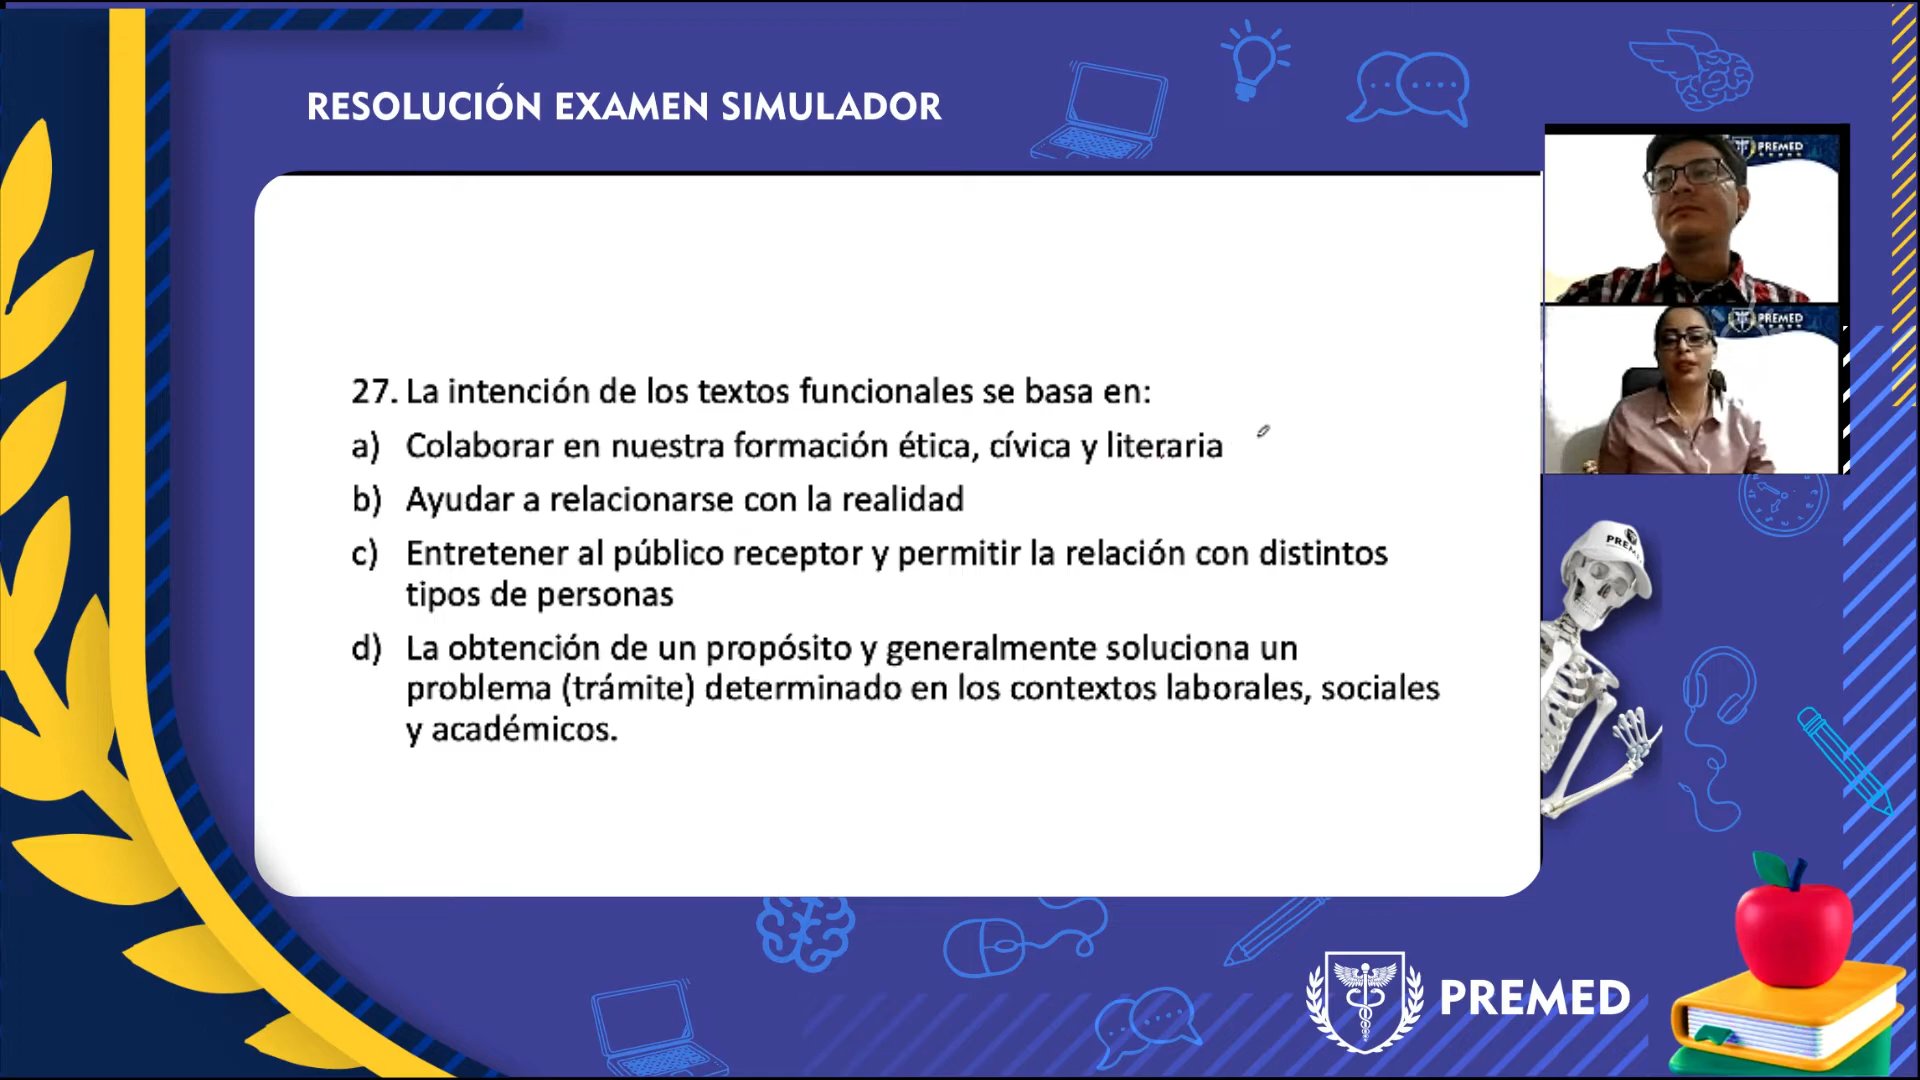 RESOLUCIÓN EXAMEN SIMULADOR
PREMED
PREMED
27. La intención de los textos funcionales se basa en:
a) Colaborar en nuestra formación ética, cívica y literaria
b) Ayudar a relacionarse con la realidad
c) Entretener al público receptor y permitir la relación con distintos
tipos de personas
d) La obtención de un propósito y generalmente soluciona un
problema (trámite) determinado en los contextos laborales, sociales
y académicos.
PREMED